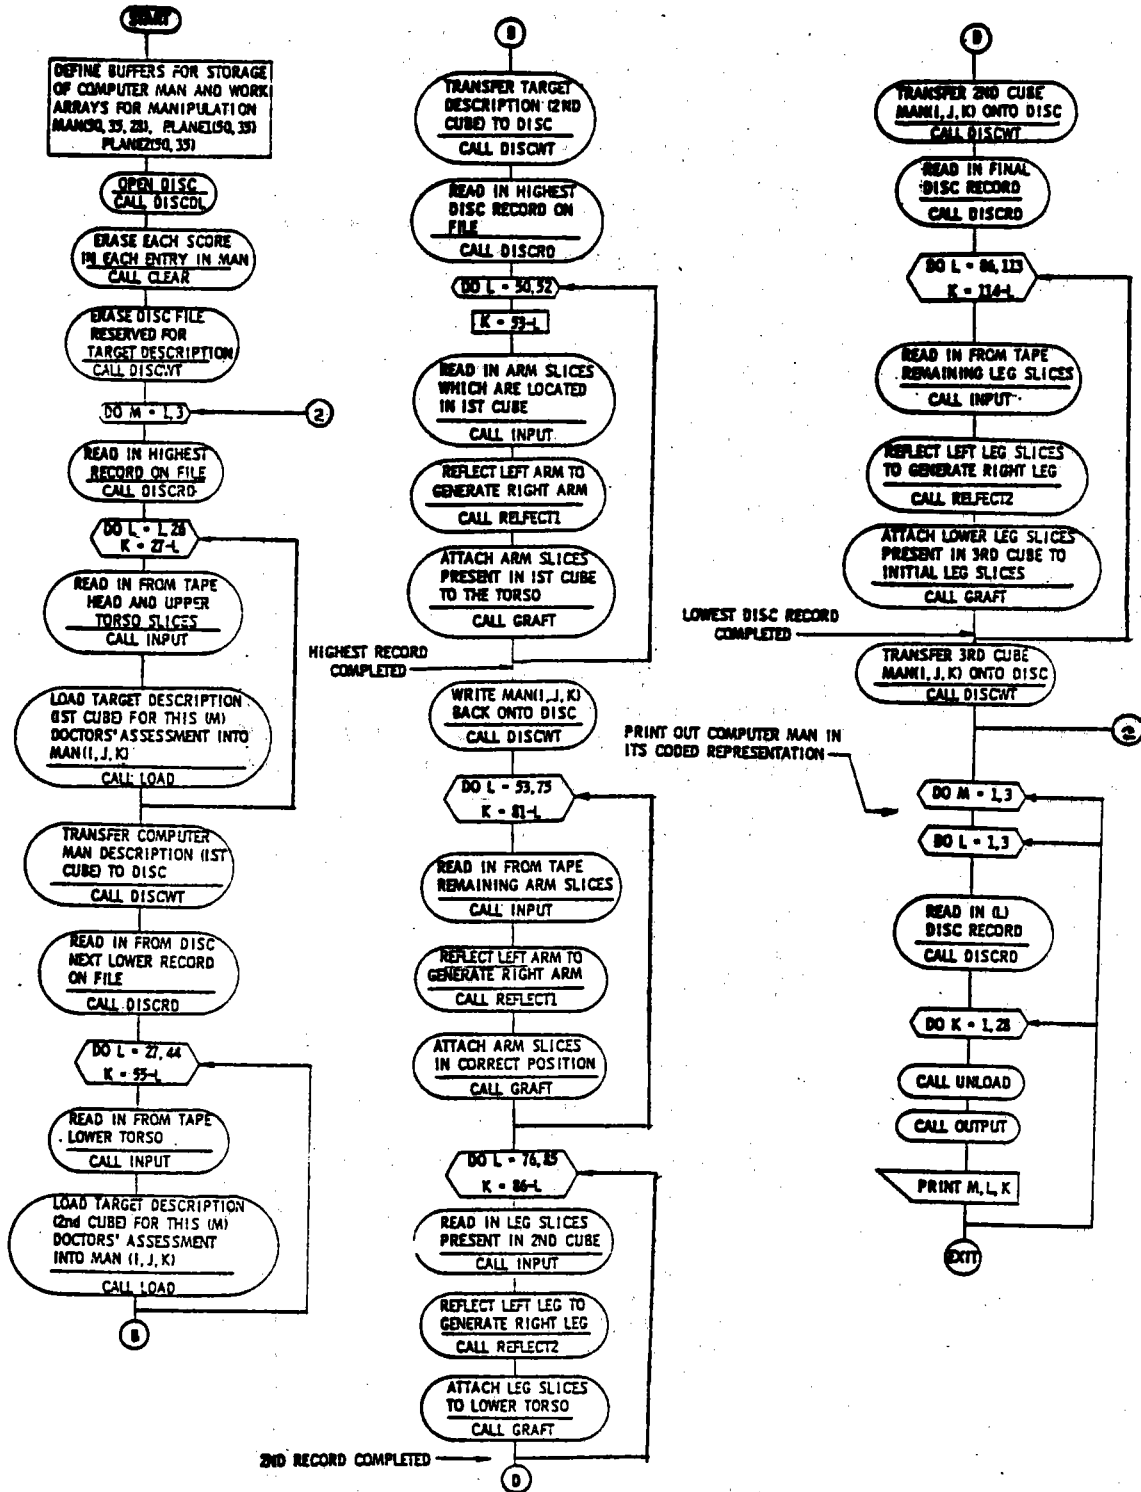 START
DEFINE BUFFERS FOR STORAGE
OF COMPUTER MAN AND WORK
ARRAYS FOR MANIPULATION
MAN(50, 35, 28), PLANE1(50, 35)
PLANE2(50, 35)
OPEN DISC
CALL DISCDL
ERASE EACH SCORE
IN EACH ENTRY IN MAN
CALL CLEAR
ERASE DISC FILE
RESERVED FOR
TARGET DESCRIPTION
CALL DISCWT
DO M = 1, 3
2
READ IN HIGHEST
RECORD ON FILE
CALL DISCRD
DO L = 1, 26
K = 27-L
READ IN FROM TAPE
HEAD AND UPPER
TORSO SLICES
CALL INPUT
LOAD TARGET DESCRIPTION
(1ST CUBE) FOR THIS (M)
DOCTORS' ASSESSMENT INTO
MAN(I, J, K)
CALL LOAD
TRANSFER COMPUTER
MAN DESCRIPTION (1ST
CUBE) TO DISC
CALL DISCWT
READ IN FROM DISC
NEXT LOWER RECORD
ON FILE
CALL DISCRD
DO L = 27, 44
K = 55-L
READ IN FROM TAPE
LOWER TORSO
CALL INPUT
LOAD TARGET DESCRIPTION
(2nd CUBE) FOR THIS (M)
DOCTORS' ASSESSMENT
INTO MAN (I, J, K)
CALL LOAD
B
B
TRANSFER TARGET
DESCRIPTION (2ND
CUBE) TO DISC
CALL DISCWT
READ IN HIGHEST
DISC RECORD ON
FILE
CALL DISCRD
DO L = 50, 52
K = 53-L
READ IN ARM SLICES
WHICH ARE LOCATED
IN 1ST CUBE
CALL INPUT
REFLECT LEFT ARM TO
GENERATE RIGHT ARM
CALL RELFECT1
ATTACH ARM SLICES
PRESENT IN 1ST CUBE
TO THE TORSO
CALL GRAFT
HIGHEST RECORD
COMPLETED
WRITE MAN(I, J, K)
BACK ONTO DISC
CALL DISCWT
DO L = 53, 75
K = 81-L
READ IN FROM TAPE
REMAINING ARM SLICES
CALL INPUT
REFLECT LEFT ARM TO
GENERATE RIGHT ARM
CALL REFLECT1
ATTACH ARM SLICES
IN CORRECT POSITION
CALL GRAFT
DO L = 76, 85
K = 86-L
READ IN LEG SLICES
PRESENT IN 2ND CUBE
CALL INPUT
REFLECT LEFT LEG TO
GENERATE RIGHT LEG
CALL REFLECT2
ATTACH LEG SLICES
TO LOWER TORSO
CALL GRAFT
2ND RECORD COMPLETED
D
D
TRANSFER 2ND CUBE
MAN(I, J, K) ONTO DISC
CALL DISCWT
READ IN FINAL
DISC RECORD
CALL DISCRD
DO L = 86, 113
K = 114-L
READ IN FROM TAPE
REMAINING LEG SLICES
CALL INPUT
REFLECT LEFT LEG SLICES
TO GENERATE RIGHT LEG
CALL RELFECT2
ATTACH LOWER LEG SLICES
PRESENT IN 3RD CUBE TO
INITIAL LEG SLICES
CALL GRAFT
LOWEST DISC RECORD
COMPLETED
TRANSFER 3RD CUBE
MAN(I, J, K) ONTO DISC
CALL DISCWT
2
PRINT OUT COMPUTER MAN IN
ITS CODED REPRESENTATION
DO M = 1, 3
DO L = 1, 3
READ IN (L)
DISC RECORD
CALL DISCRD
DO K = 1, 28
CALL UNLOAD
CALL OUTPUT
PRINT M, L, K
EXIT